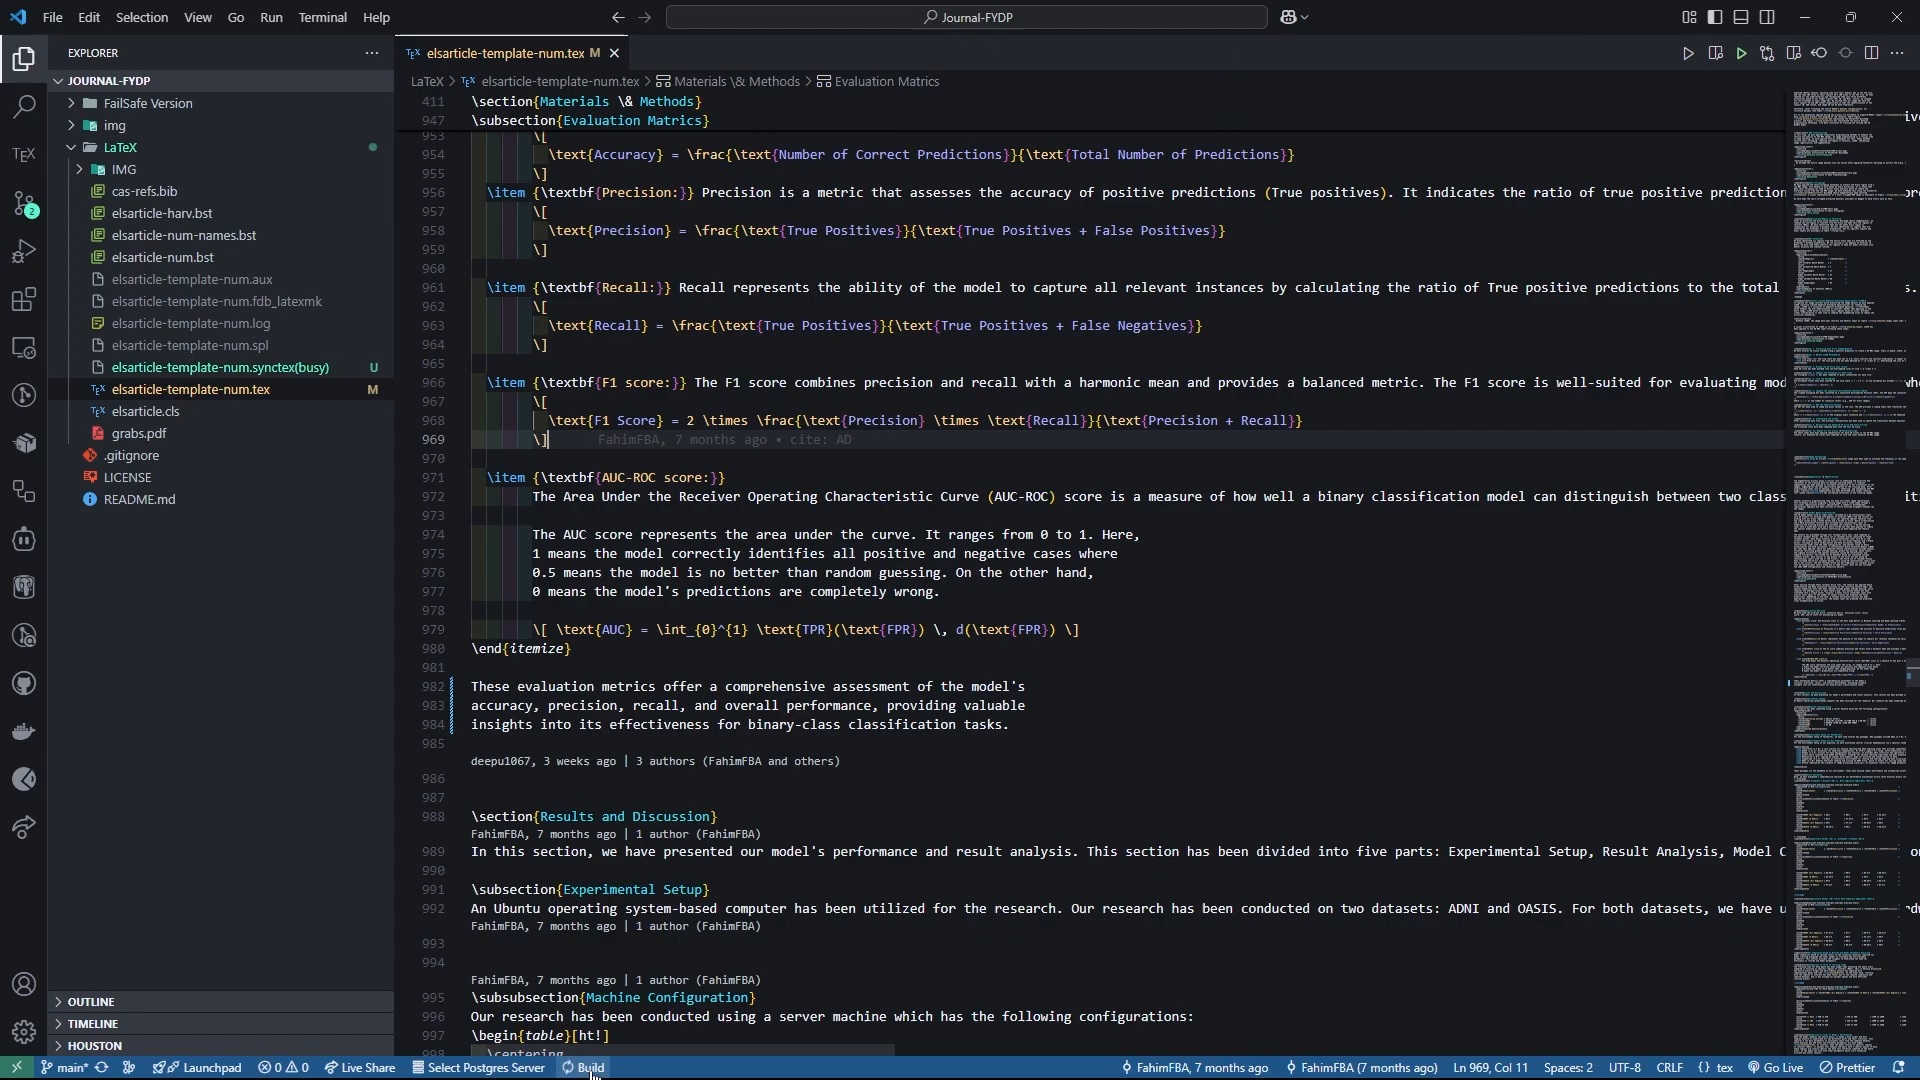 File Edit Selection View Go Run Terminal Help
Journal-FYDP
EXPLORER
JOURNAL-FYDP
FailSafe Version
img
LaTeX
IMG
cas-refs.bib
elsarticle-harv.bst
elsarticle-num-names.bst
elsarticle-num.bst
elsarticle-template-num.aux
elsarticle-template-num.fdb_latexmk
elsarticle-template-num.log
elsarticle-template-num.spl
elsarticle-template-num.synctex(busy) U
elsarticle-template-num.tex M
elsarticle.cls
grabs.pdf
.gitignore
LICENSE
README.md
OUTLINE
TIMELINE
HOUSTON
TEX
2
elsarticle-template-num.tex M
LaTeX > elsarticle-template-num.tex > Materials \& Methods > Evaluation Matrics
411 \section{Materials \& Methods}
947 \subsection{Evaluation Matrics}
953 \[
954 \text{Accuracy} = \frac{\text{Number of Correct Predictions}}{\text{Total Number of Predictions}}
955 \]
956 \item {\textbf{Precision:}} Precision is a metric that assesses the accuracy of positive predictions (True positives). It indicates the ratio of true positive prediction
957 \[
958 \text{Precision} = \frac{\text{True Positives}}{\text{True Positives + False Positives}}
959 \]
960
961 \item {\textbf{Recall:}} Recall represents the ability of the model to capture all relevant instances by calculating the ratio of True positive predictions to the total
962 \[
963 \text{Recall} = \frac{\text{True Positives}}{\text{True Positives + False Negatives}}
964 \]
965
966 \item {\textbf{F1 score:}} The F1 score combines precision and recall with a harmonic mean and provides a balanced metric. The F1 score is well-suited for evaluating mod
967 \[
968 \text{F1 Score} = 2 \times \frac{\text{Precision} \times \text{Recall}}{\text{Precision + Recall}}
969 \] FahimFBA, 7 months ago • cite: AD
970
971 \item {\textbf{AUC-ROC score:}}
972 The Area Under the Receiver Operating Characteristic Curve (AUC-ROC) score is a measure of how well a binary classification model can distinguish between two class
973
974 The AUC score represents the area under the curve. It ranges from 0 to 1. Here,
975 1 means the model correctly identifies all positive and negative cases where
976 0.5 means the model is no better than random guessing. On the other hand,
977 0 means the model's predictions are completely wrong.
978
979 \[ \text{AUC} = \int_{0}^{1} \text{TPR}(\text{FPR}) \, d(\text{FPR}) \]
980 \end{itemize}
981
982 These evaluation metrics offer a comprehensive assessment of the model's
983 accuracy, precision, recall, and overall performance, providing valuable
984 insights into its effectiveness for binary-class classification tasks.
985
deepu1067, 3 weeks ago | 3 authors (FahimFBA and others)
986
987
988 \section{Results and Discussion}
FahimFBA, 7 months ago | 1 author (FahimFBA)
989 In this section, we have presented our model's performance and result analysis. This section has been divided into five parts: Experimental Setup, Result Analysis, Model C
990
991 \subsection{Experimental Setup}
992 An Ubuntu operating system-based computer has been utilized for the research. Our research has been conducted on two datasets: ADNI and OASIS. For both datasets, we have u
FahimFBA, 7 months ago | 1 author (FahimFBA)
993
994
FahimFBA, 7 months ago | 1 author (FahimFBA)
995 \subsubsection{Machine Configuration}
996 Our research has been conducted using a server machine which has the following configurations:
997 \begin{table}[ht!]
998 \centering
main* Launchpad 0 0 Live Share Select Postgres Server Build FahimFBA, 7 months ago FahimFBA (7 months ago) Ln 969, Col 11 Spaces: 2 UTF-8 CRLF {} tex Go Live Prettier